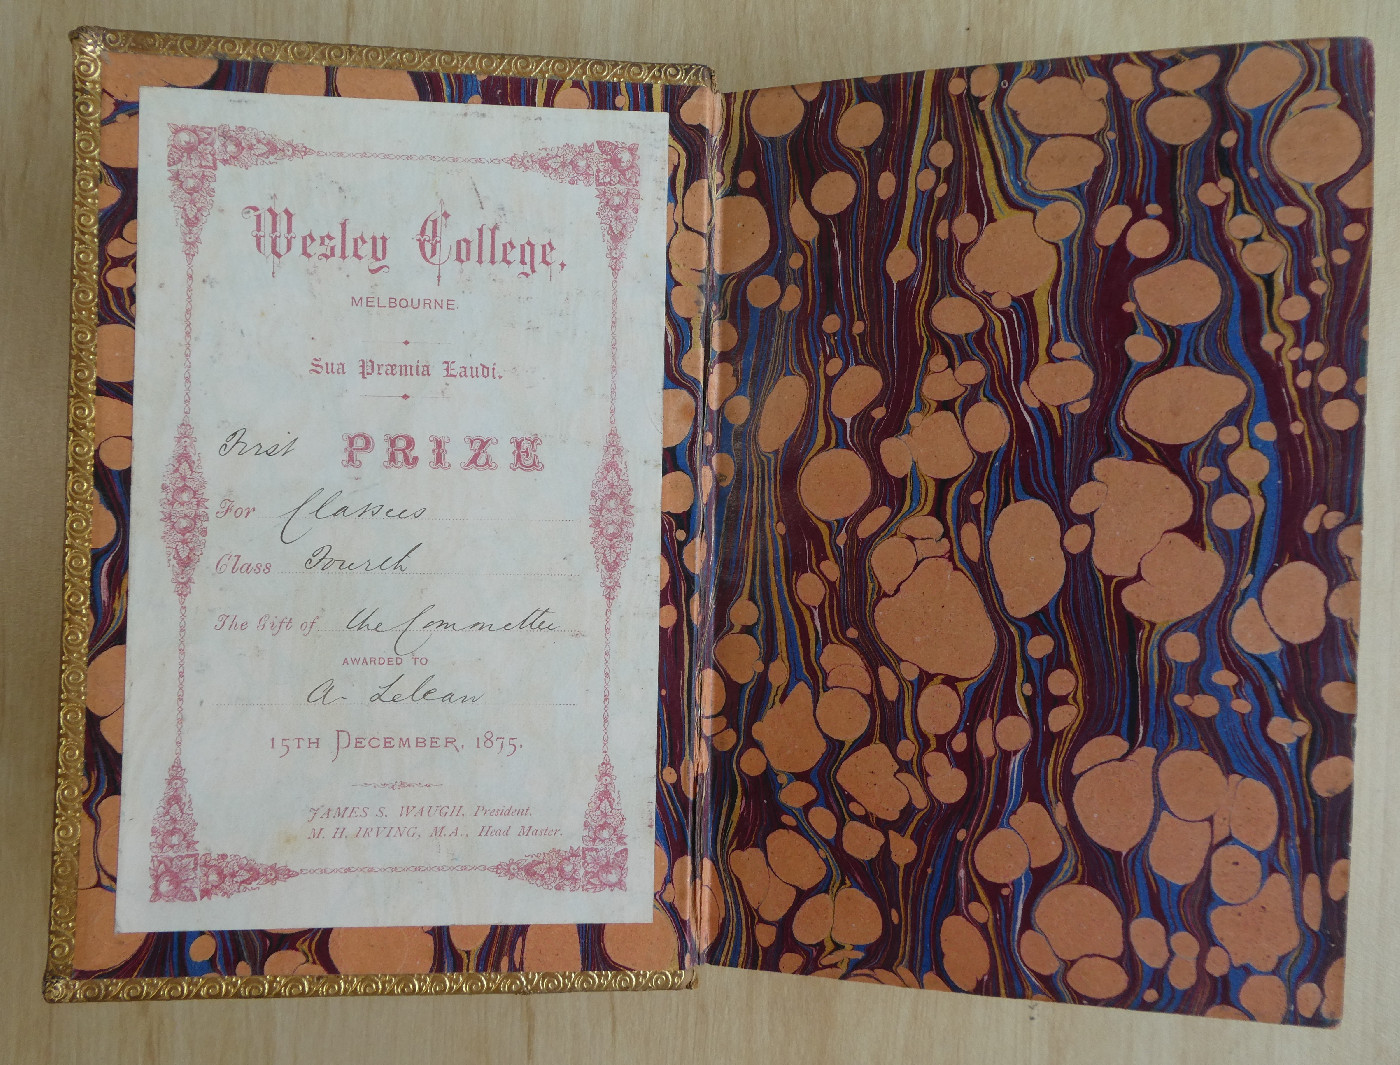 Wesley College,
MELBOURNE.
Sua Præmia Laudi.
First PRIZE
For Classics
Class Fourth
The Gift of the Committee
AWARDED TO
A. Lelean
15TH DECEMBER, 1875.
JAMES S. WAUGH, President.
M. H. IRVING, M.A., Head Master.